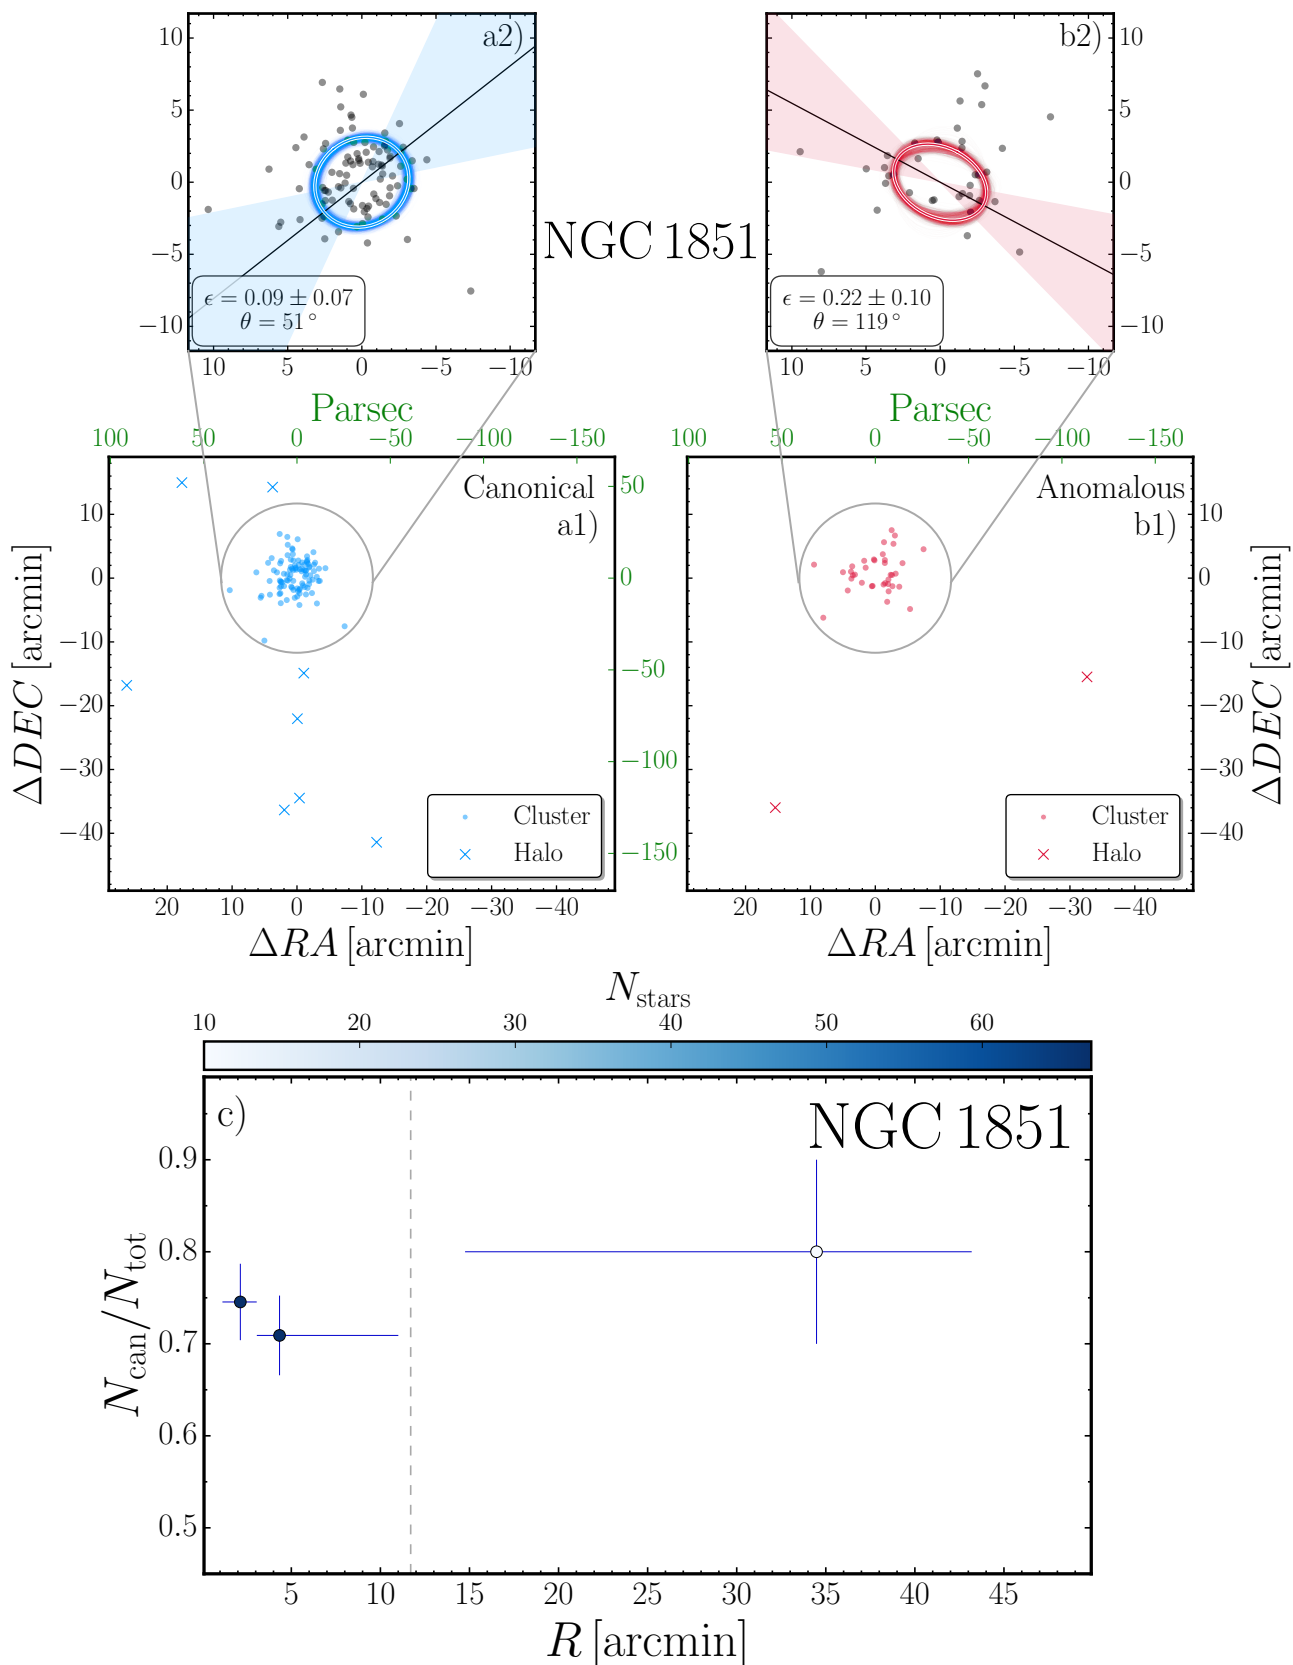 a2)
10
5
0
−5
−10
ϵ = 0.09 ± 0.07
θ = 51°
10 5 0 −5 −10
NGC 1851
b2)
10
5
0
−5
−10
ϵ = 0.22 ± 0.10
θ = 119°
10 5 0 −5 −10
Parsec
100 50 0 −50 −100 −150
Canonical
a1)
10
0
−10
−20
−30
−40
ΔDEC [arcmin]
50
0
−50
−100
−150
Cluster
Halo
20 10 0 −10 −20 −30 −40
ΔRA [arcmin]
Parsec
100 50 0 −50 −100 −150
Anomalous
b1)
10
0
−10
−20
−30
−40
ΔDEC [arcmin]
Cluster
Halo
20 10 0 −10 −20 −30 −40
ΔRA [arcmin]
N_stars
10 20 30 40 50 60
c)
NGC 1851
0.9
0.8
0.7
0.6
0.5
N_can/N_tot
5 10 15 20 25 30 35 40 45
R [arcmin]